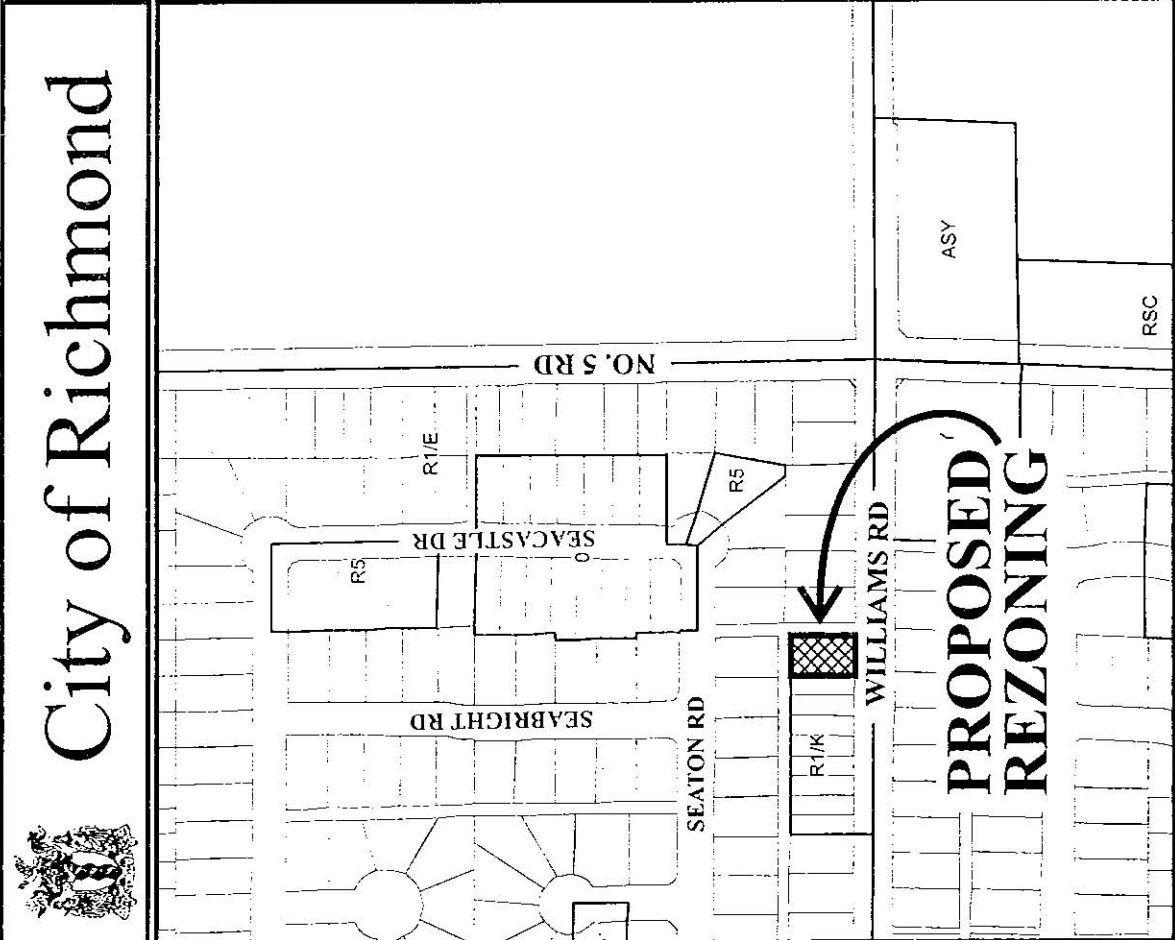 City of Richmond
NO. 5 RD
R1/E
R5
SEACASTLE DR
R5
O
SEABRIGHT RD
SEATON RD
R1/K
WILLIAMS RD
ASY
RSC
PROPOSED
REZONING